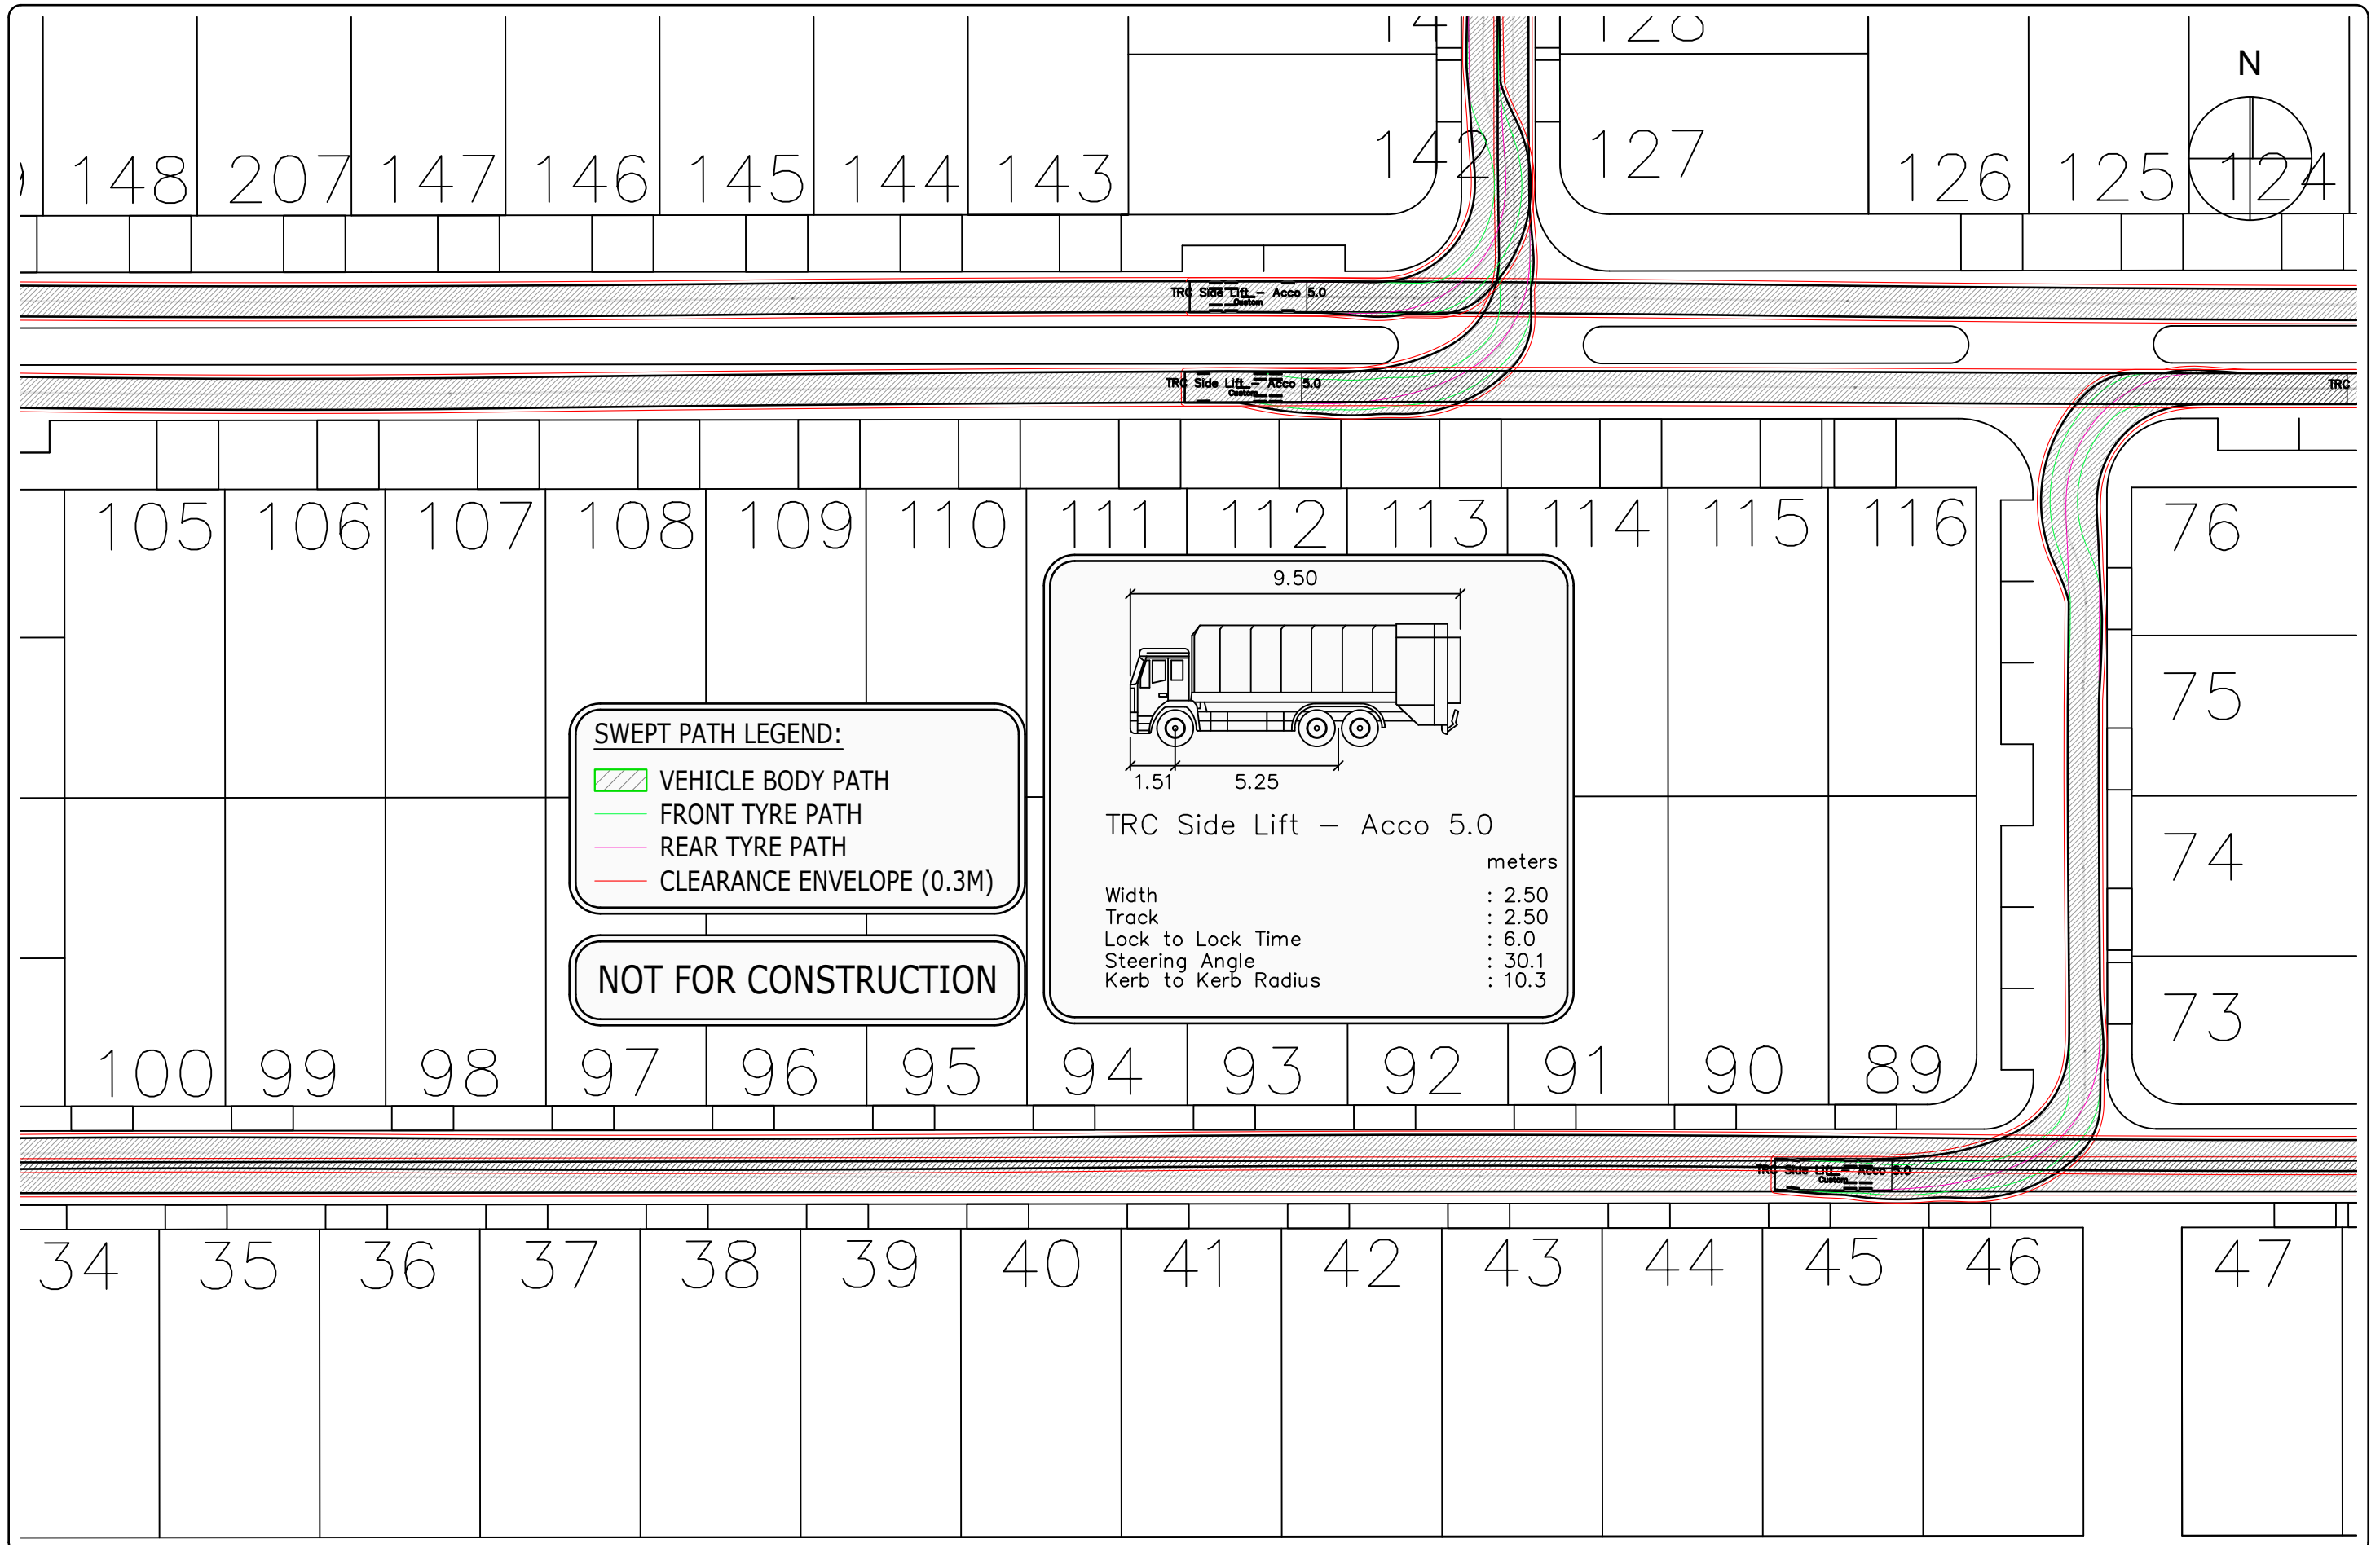 128
N
142
127
148
207
147
146
145
144
143
126
125
124
TRC Side Lift - Acco 5.0
Custom
TRC Side Lift - Acco 5.0
Custom
TRC
105
106
107
108
109
110
111
112
113
114
115
116
76
9.50
1.51
5.25
TRC Side Lift - Acco 5.0
meters
Width : 2.50
Track : 2.50
Lock to Lock Time : 6.0
Steering Angle : 30.1
Kerb to Kerb Radius : 10.3
SWEPT PATH LEGEND:
VEHICLE BODY PATH
FRONT TYRE PATH
REAR TYRE PATH
CLEARANCE ENVELOPE (0.3M)
NOT FOR CONSTRUCTION
75
74
73
100
99
98
97
96
95
94
93
92
91
90
89
TRC Side Lift - Acco 5.0
Custom
34
35
36
37
38
39
40
41
42
43
44
45
46
47